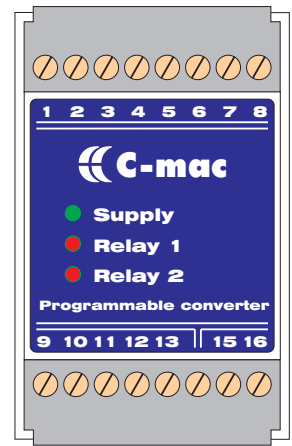 1 2 3 4 5 6 7 8
C-mac
Supply
Relay 1
Relay 2
Programmable converter
9 10 11 12 13 15 16